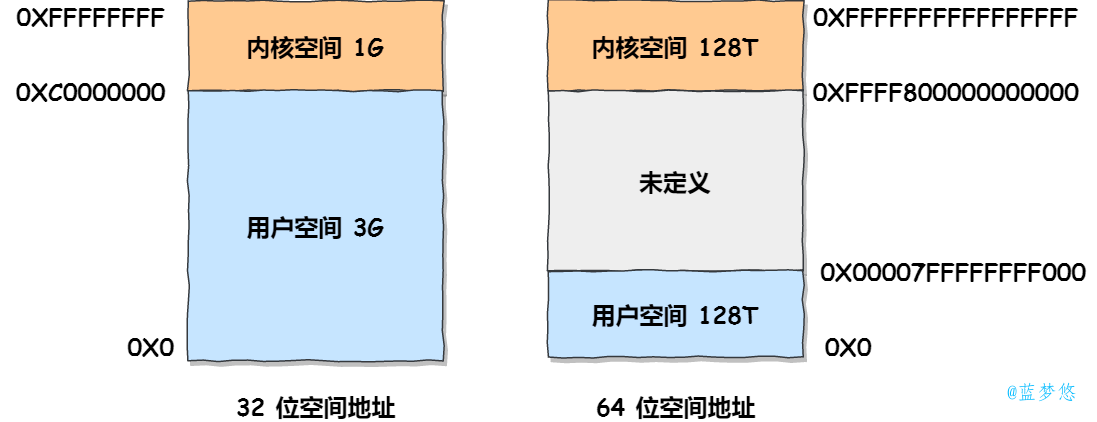 0XFFFFFFFF
内核空间 1G
0XC0000000
用户空间 3G
0X0
32 位空间地址
0XFFFFFFFFFFFFFFFF
内核空间 128T
0XFFFF800000000000
未定义
0X00007FFFFFFFF000
用户空间 128T
0X0
64 位空间地址
@蓝梦悠